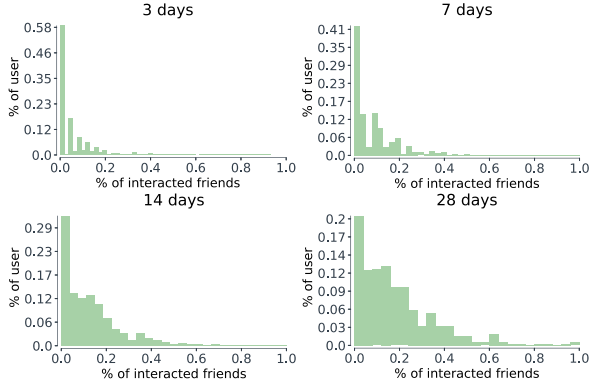 3 days
0.58
0.46
0.35
0.23
0.12
0.0
% of user
0.0 0.2 0.4 0.6 0.8 1.0
% of interacted friends
7 days
0.41
0.35
0.29
0.23
0.17
0.12
0.06
0.0
% of user
0.0 0.2 0.4 0.6 0.8 1.0
% of interacted friends
14 days
0.29
0.23
0.17
0.12
0.06
0.0
% of user
0.0 0.2 0.4 0.6 0.8 1.0
% of interacted friends
28 days
0.2
0.17
0.14
0.12
0.09
0.06
0.03
0.0
% of user
0.0 0.2 0.4 0.6 0.8 1.0
% of interacted friends